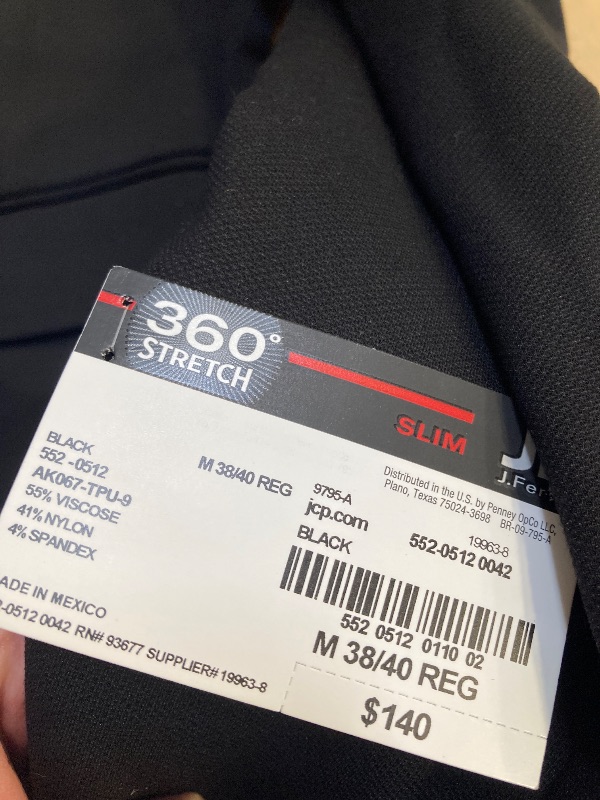 360°
STRETCH
SLIM
BLACK
552 -0512
AK067-TPU-9
55% VISCOSE
41% NYLON
4% SPANDEX
M 38/40 REG
9795-A
jcp.com
BLACK
Distributed in the U.S. by Penney OpCo LLC,
Plano, Texas 75024-3698 BR-09-795-A
19963-8
552-0512 0042
552 0512 0110 02
M 38/40 REG
$140
IN MEXICO
0512 0042 RN# 93677 SUPPLIER# 19963-8